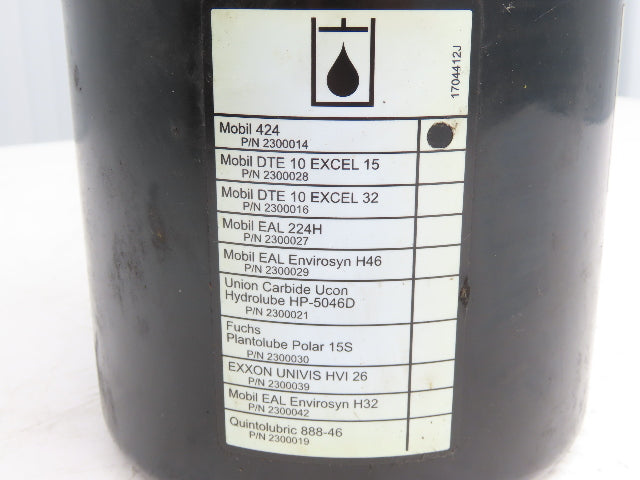 1704412J
Mobil 424
P/N 2300014
Mobil DTE 10 EXCEL 15
P/N 2300028
Mobil DTE 10 EXCEL 32
P/N 2300016
Mobil EAL 224H
P/N 2300027
Mobil EAL Envirosyn H46
P/N 2300029
Union Carbide Ucon
Hydrolube HP-5046D
P/N 2300021
Fuchs
Plantolube Polar 15S
P/N 2300030
EXXON UNIVIS HVI 26
P/N 2300039
Mobil EAL Envirosyn H32
P/N 2300042
Quintolubric 888-46
P/N 2300019